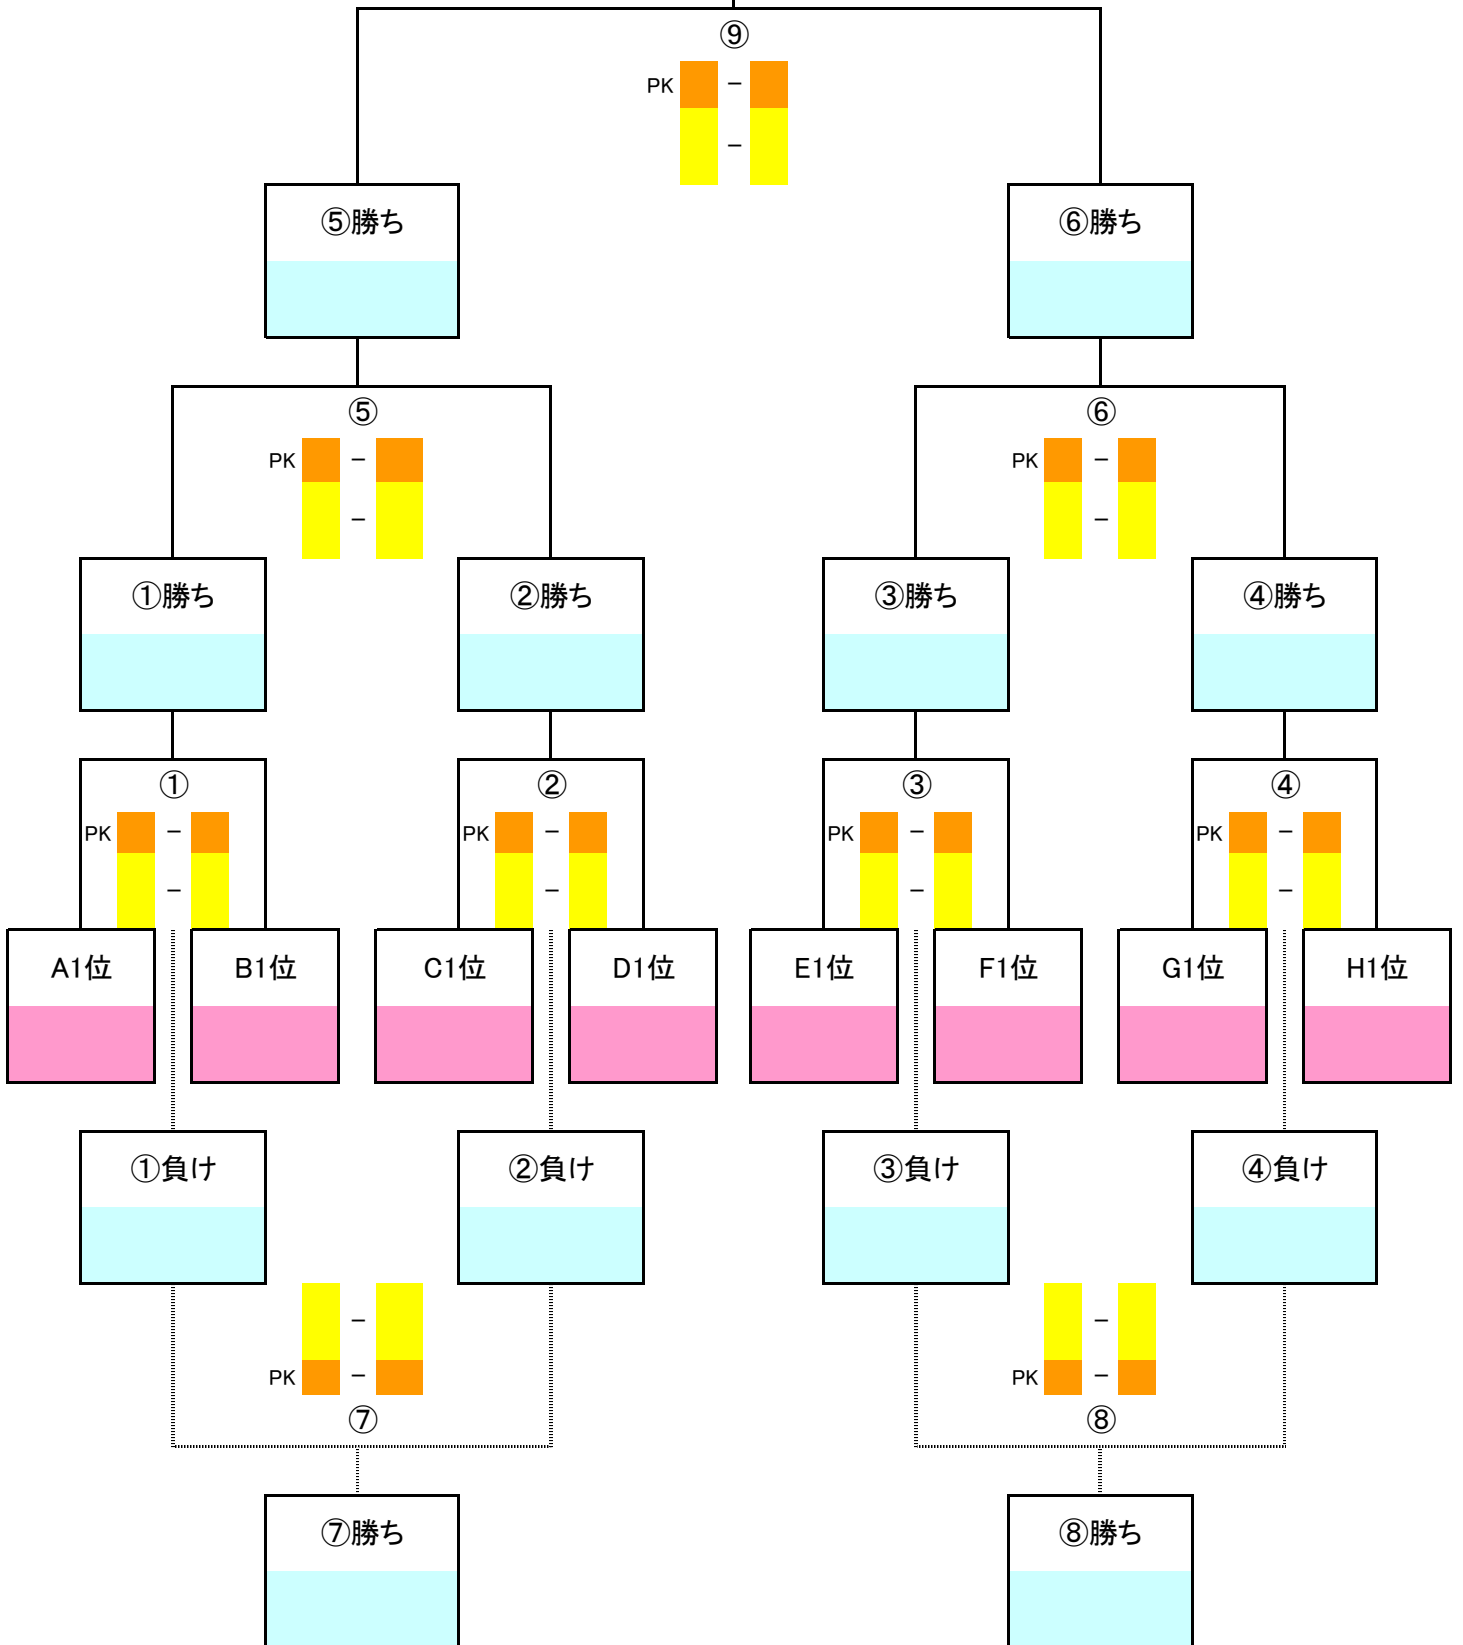 ⑨
PK - 
-
⑤勝ち ⑥勝ち
⑤ ⑥
PK - PK -
- -
①勝ち ②勝ち ③勝ち ④勝ち
① ② ③ ④
PK - PK - PK - PK -
- - - -
A1位 B1位 C1位 D1位 E1位 F1位 G1位 H1位
①負け ②負け ③負け ④負け
- -
PK - PK -
⑦ ⑧
⑦勝ち ⑧勝ち